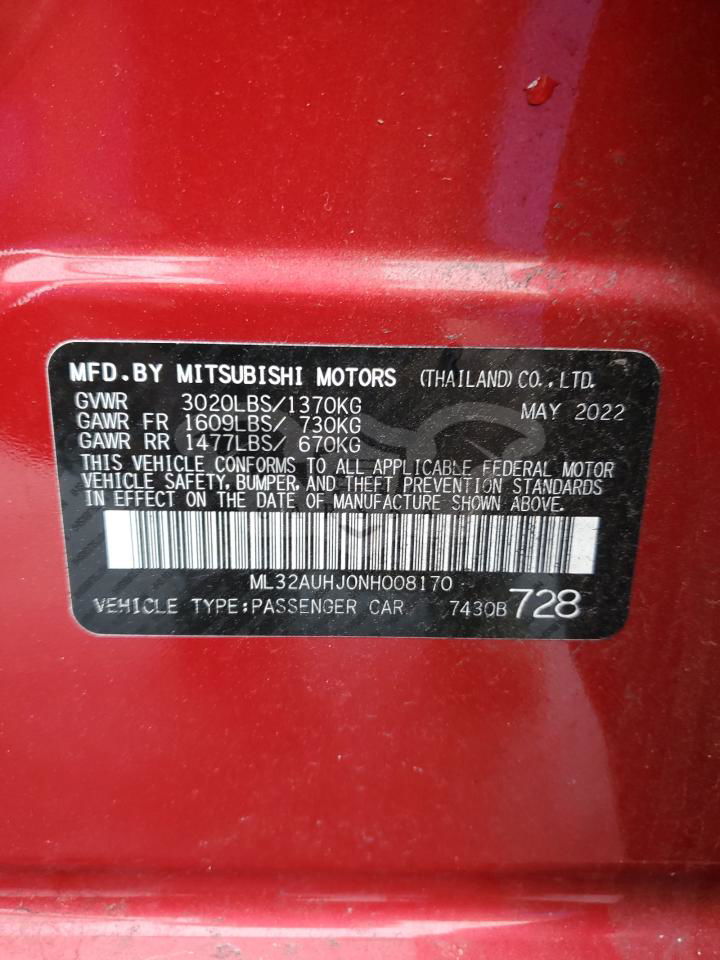 MFD.BY MITSUBISHI MOTORS (THAILAND) CO.,LTD.
GVWR 3020LBS/1370KG MAY 2022
GAWR FR 1609LBS/ 730KG
GAWR RR 1477LBS/ 670KG
THIS VEHICLE CONFORMS TO ALL APPLICABLE FEDERAL MOTOR
VEHICLE SAFETY, BUMPER, AND THEFT PREVENTION STANDARDS
IN EFFECT ON THE DATE OF MANUFACTURE SHOWN ABOVE.
ML32AUHJ0NH008170
VEHICLE TYPE:PASSENGER CAR 7430B 728